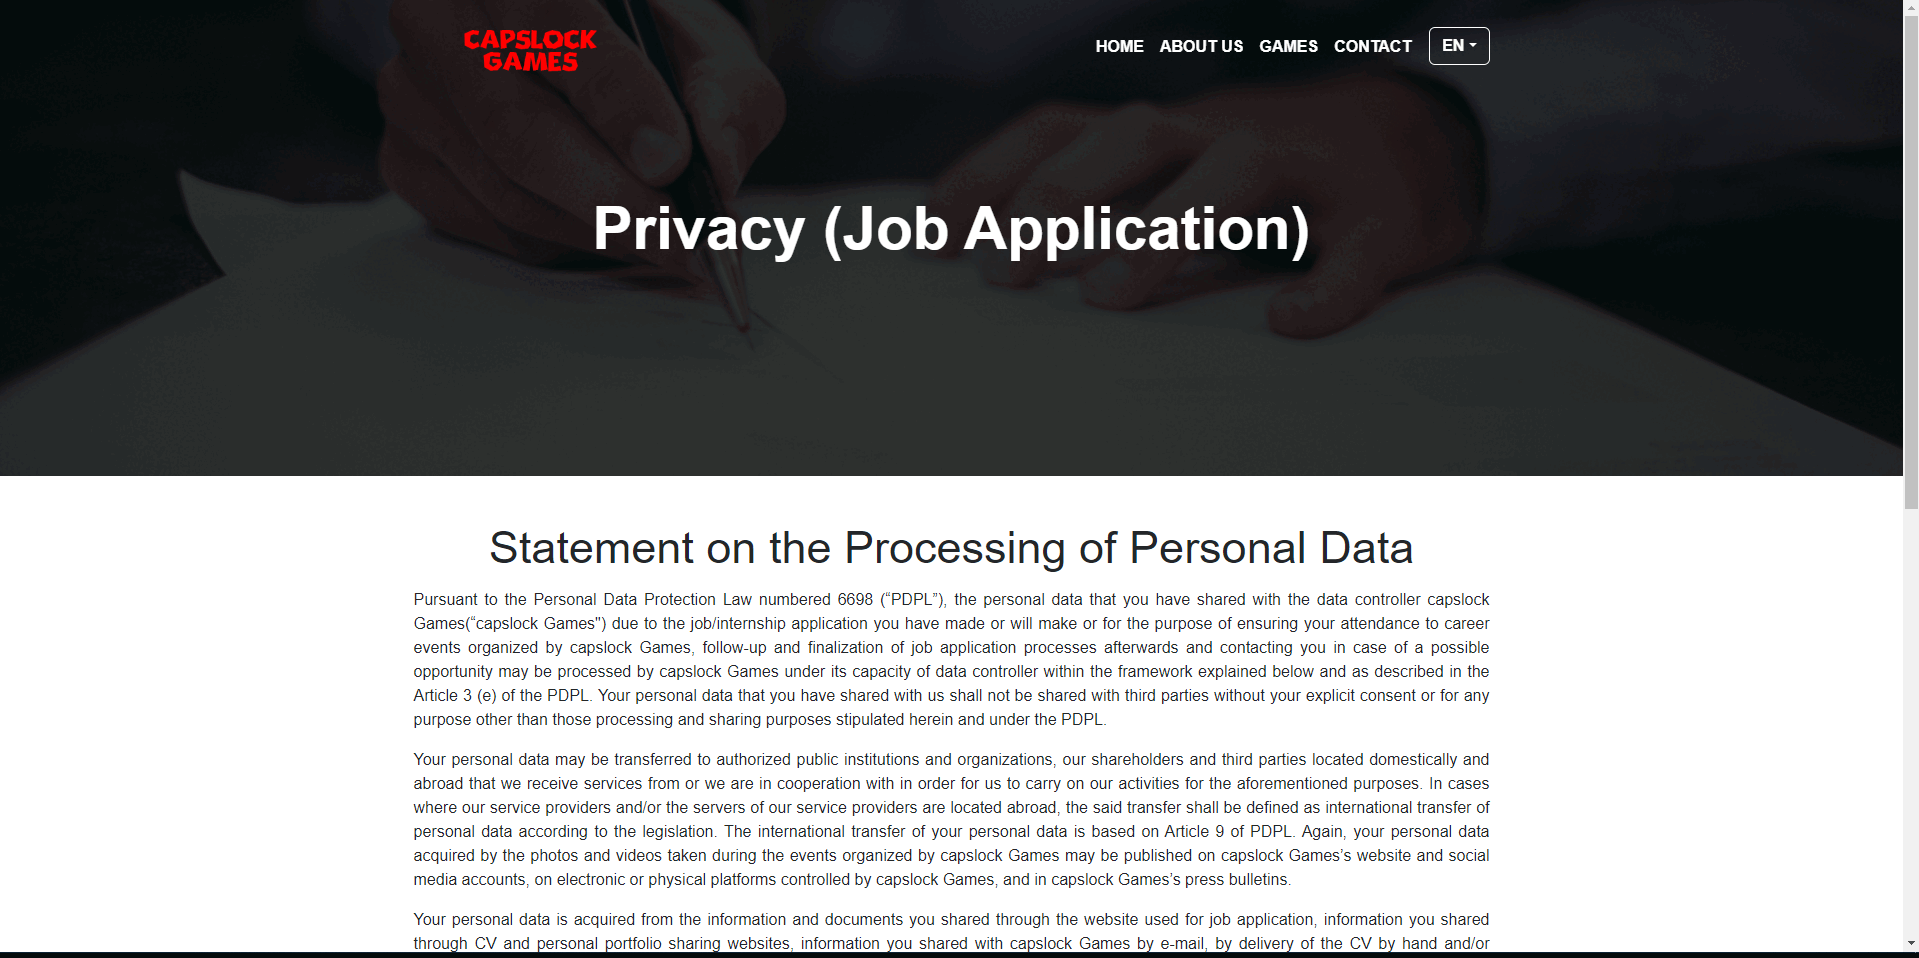 CAPSLOCK
GAMES
HOME ABOUT US GAMES CONTACT EN
Privacy (Job Application)
Statement on the Processing of Personal Data
Pursuant to the Personal Data Protection Law numbered 6698 (“PDPL”), the personal data that you have shared with the data controller capslock
Games(“capslock Games") due to the job/internship application you have made or will make or for the purpose of ensuring your attendance to career
events organized by capslock Games, follow-up and finalization of job application processes afterwards and contacting you in case of a possible
opportunity may be processed by capslock Games under its capacity of data controller within the framework explained below and as described in the
Article 3 (e) of the PDPL. Your personal data that you have shared with us shall not be shared with third parties without your explicit consent or for any
purpose other than those processing and sharing purposes stipulated herein and under the PDPL.
Your personal data may be transferred to authorized public institutions and organizations, our shareholders and third parties located domestically and
abroad that we receive services from or we are in cooperation with in order for us to carry on our activities for the aforementioned purposes. In cases
where our service providers and/or the servers of our service providers are located abroad, the said transfer shall be defined as international transfer of
personal data according to the legislation. The international transfer of your personal data is based on Article 9 of PDPL. Again, your personal data
acquired by the photos and videos taken during the events organized by capslock Games may be published on capslock Games’s website and social
media accounts, on electronic or physical platforms controlled by capslock Games, and in capslock Games’s press bulletins.
Your personal data is acquired from the information and documents you shared through the website used for job application, information you shared
through CV and personal portfolio sharing websites, information you shared with capslock Games by e-mail, by delivery of the CV by hand and/or